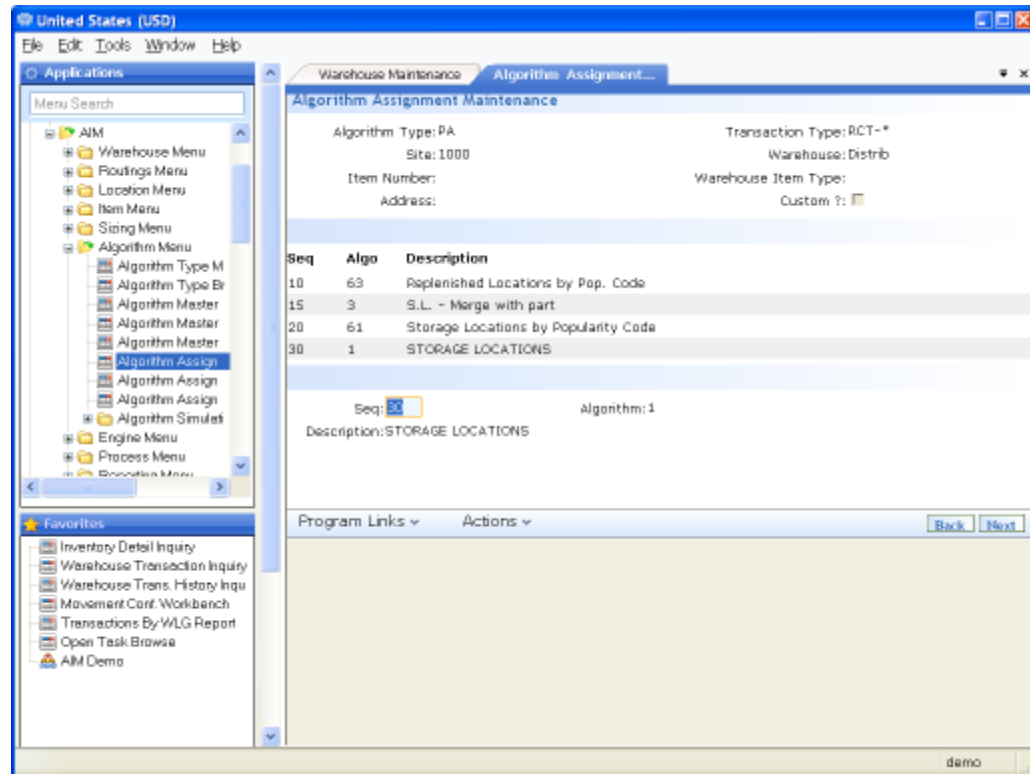 United States (USD)
File Edit Tools Window Help
Applications
Menu Search
AIM
Warehouse Menu
Routings Menu
Location Menu
Item Menu
Sizing Menu
Algorithm Menu
Algorithm Type M
Algorithm Type Br
Algorithm Master
Algorithm Master
Algorithm Master
Algorithm Assign
Algorithm Assign
Algorithm Assign
Algorithm Simulati
Engine Menu
Process Menu
Reporting Menu
Favorites
Inventory Detail Inquiry
Warehouse Transaction Inquiry
Warehouse Trans. History Inqu
Movement Conf. Workbench
Transactions By WLG Report
Open Task Browse
AIM Demo
Warehouse Maintenance Algorithm Assignment...
Algorithm Assignment Maintenance
Algorithm Type: PA Transaction Type: RCT-*
Site: 1000 Warehouse: Distrib
Item Number: Warehouse Item Type:
Address: Custom ?:
Seq Algo Description
10 63 Replenished Locations by Pop. Code
15 3 S.L. - Merge with part
20 61 Storage Locations by Popularity Code
30 1 STORAGE LOCATIONS
Seq: 30 Algorithm: 1
Description: STORAGE LOCATIONS
Program Links Actions Back Next
demo